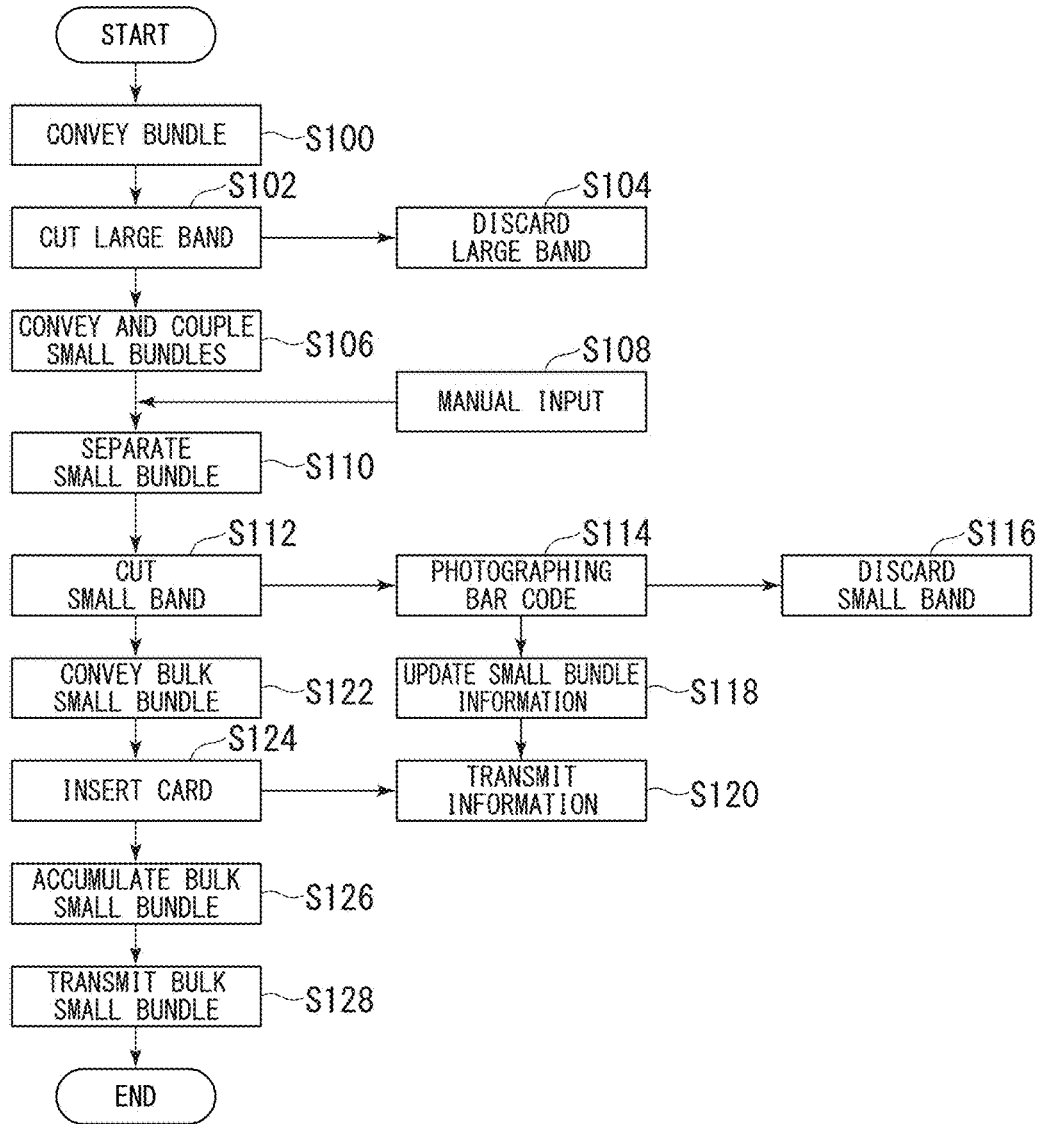 START
CONVEY BUNDLE
S100
S102
S104
CUT LARGE BAND
DISCARD
LARGE BAND
CONVEY AND COUPLE
SMALL BUNDLES
S106
S108
MANUAL INPUT
SEPARATE
SMALL BUNDLE
S110
S112
S114
S116
CUT
SMALL BAND
PHOTOGRAPHING
BAR CODE
DISCARD
SMALL BAND
CONVEY BULK
SMALL BUNDLE
S122
UPDATE SMALL BUNDLE
INFORMATION
S118
S124
INSERT CARD
TRANSMIT
INFORMATION
S120
ACCUMULATE BULK
SMALL BUNDLE
S126
TRANSMIT BULK
SMALL BUNDLE
S128
END